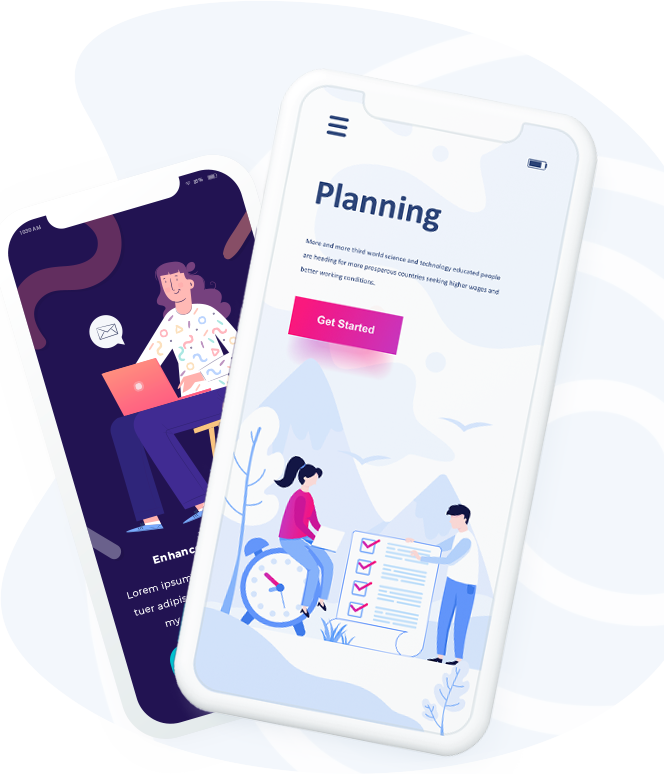 10:20 AM
Planning
More and more third world science and technology educated people
are heading for more prosperous countries seeking higher wages and
better working conditions.
Get Started
Enhanc
Lorem ipsum
tuer adipis
my